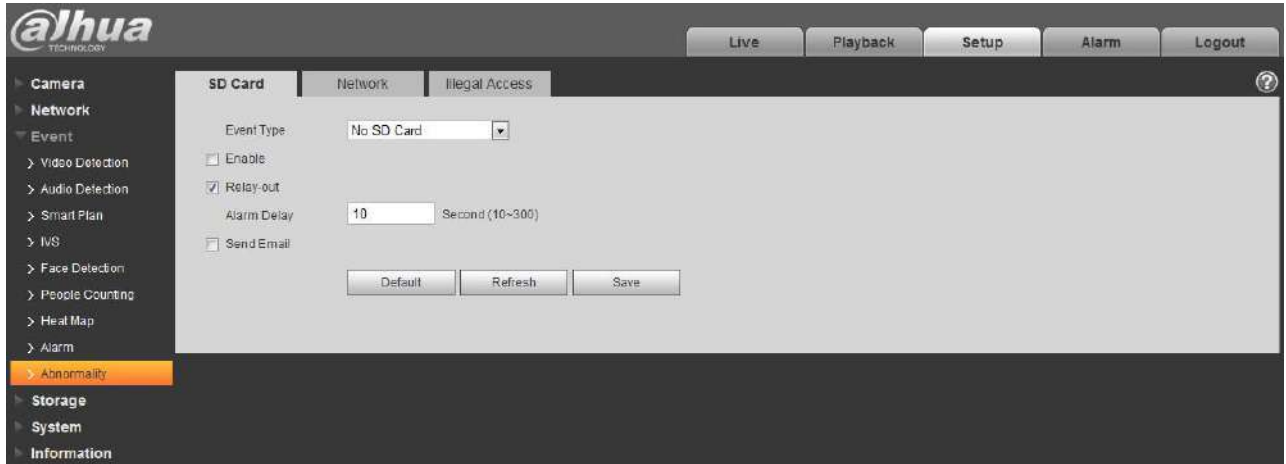 alhua
TECHNOLOGY
Live Playback Setup Alarm Logout
Camera
Network
Event
Video Detection
Audio Detection
Smart Plan
IVS
Face Detection
People Counting
Heat Map
Alarm
Abnormality
Storage
System
Information
SD Card Network Illegal Access
?
Event Type No SD Card
Enable
Relay-out
Alarm Delay 10 Second (10~300)
Send Email
Default Refresh Save